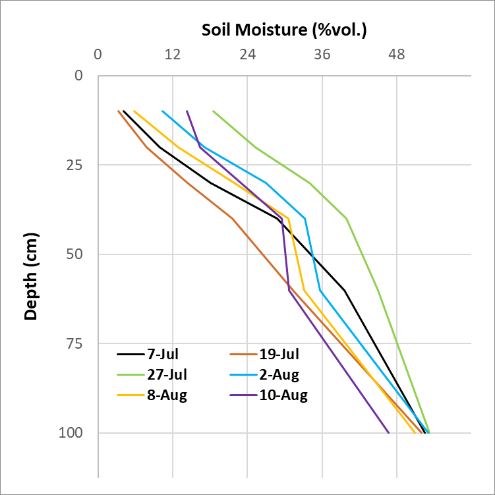 Soil Moisture (%vol.)
0 12 24 36 48
0
25
50
75
100
Depth (cm)
7-Jul 19-Jul
27-Jul 2-Aug
8-Aug 10-Aug